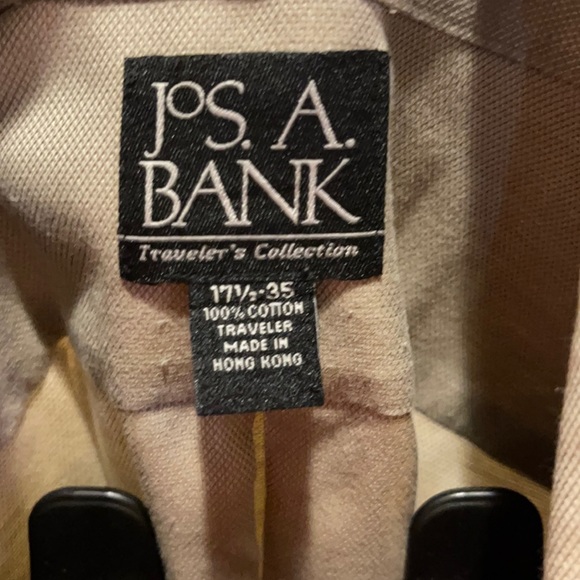 JOS. A.
BANK
Traveler's Collection
17½·35
100% COTTON
TRAVELER
MADE IN
HONG KONG